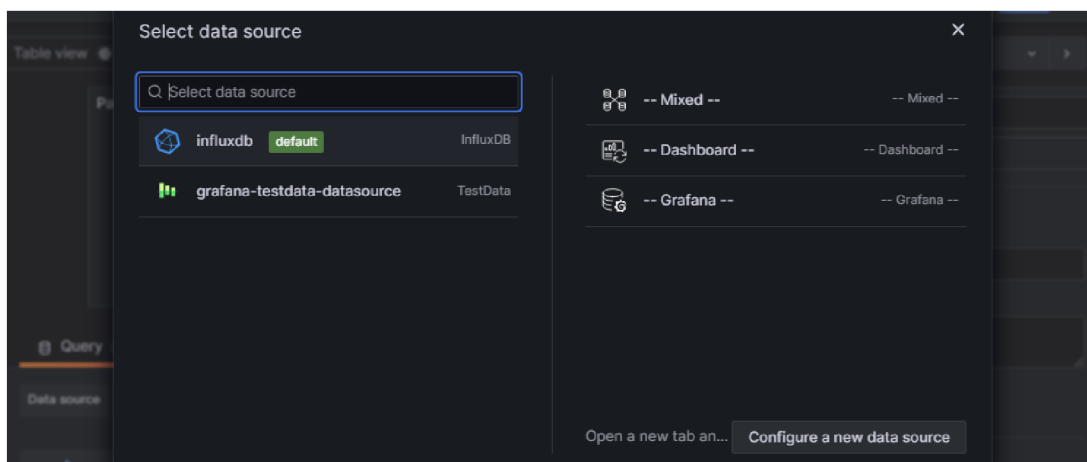 Select data source
Table view
Select data source
influxdb default InfluxDB
grafana-testdata-datasource TestData
-- Mixed -- -- Mixed --
-- Dashboard -- -- Dashboard --
-- Grafana -- -- Grafana --
Query
Data source
Open a new tab an... Configure a new data source